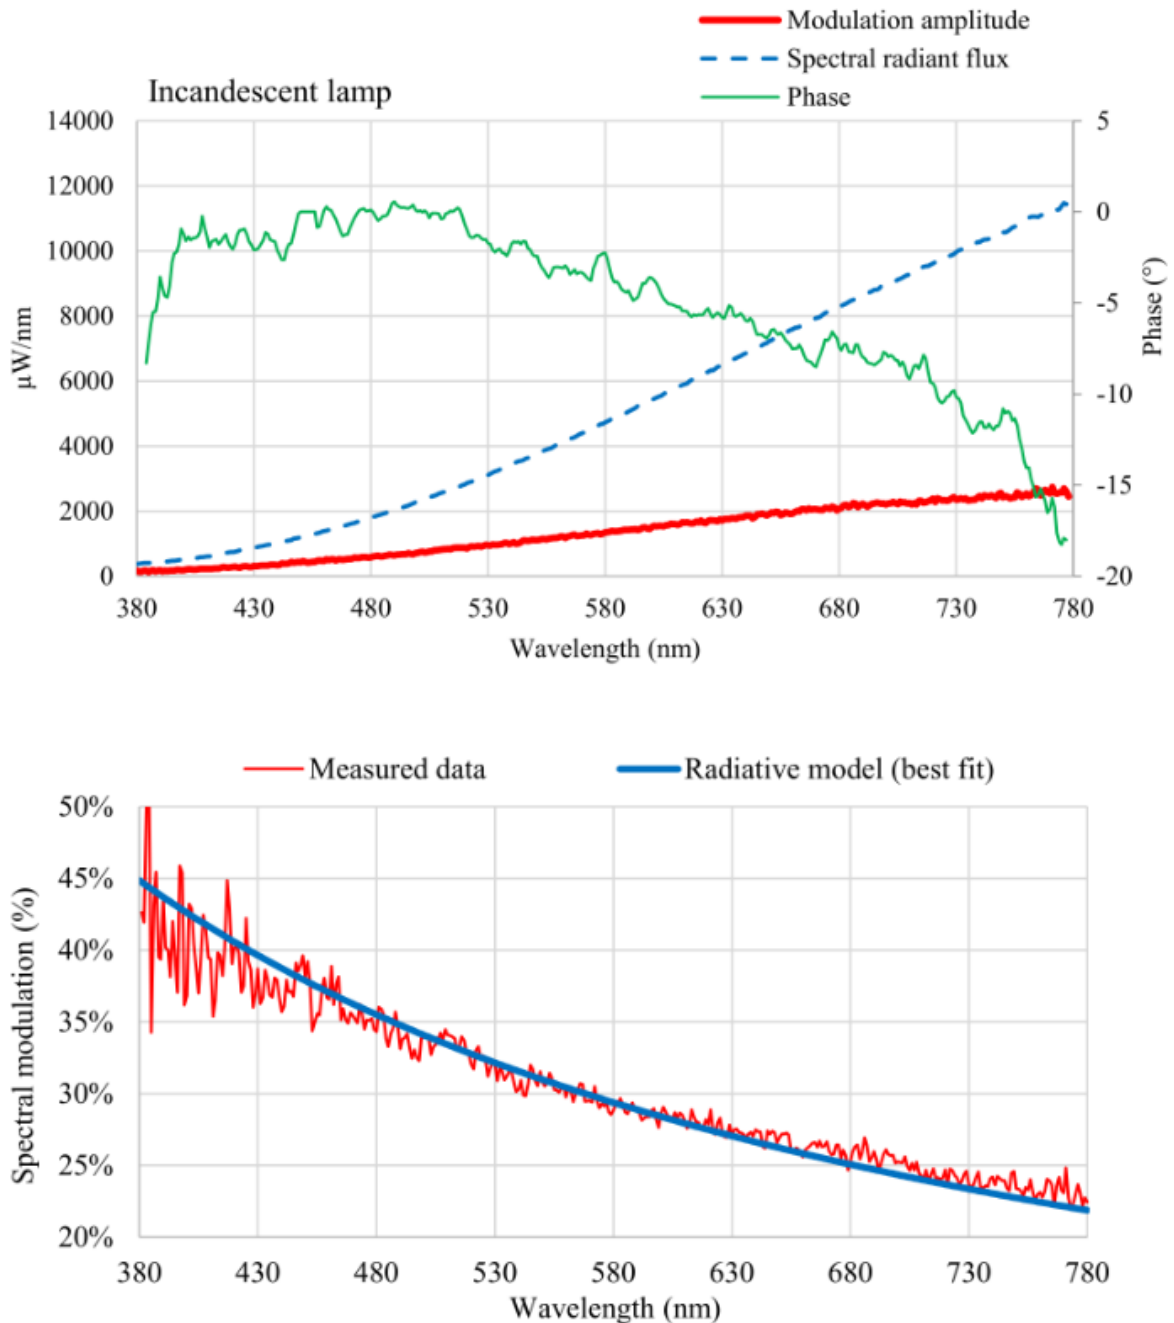 Modulation amplitude
Spectral radiant flux
Phase
Incandescent lamp
14000
12000
10000
8000
6000
4000
2000
0
µW/nm
5
0
-5
-10
-15
-20
Phase (°)
380 430 480 530 580 630 680 730 780
Wavelength (nm)
Measured data Radiative model (best fit)
50%
45%
40%
35%
30%
25%
20%
Spectral modulation (%)
380 430 480 530 580 630 680 730 780
Wavelength (nm)